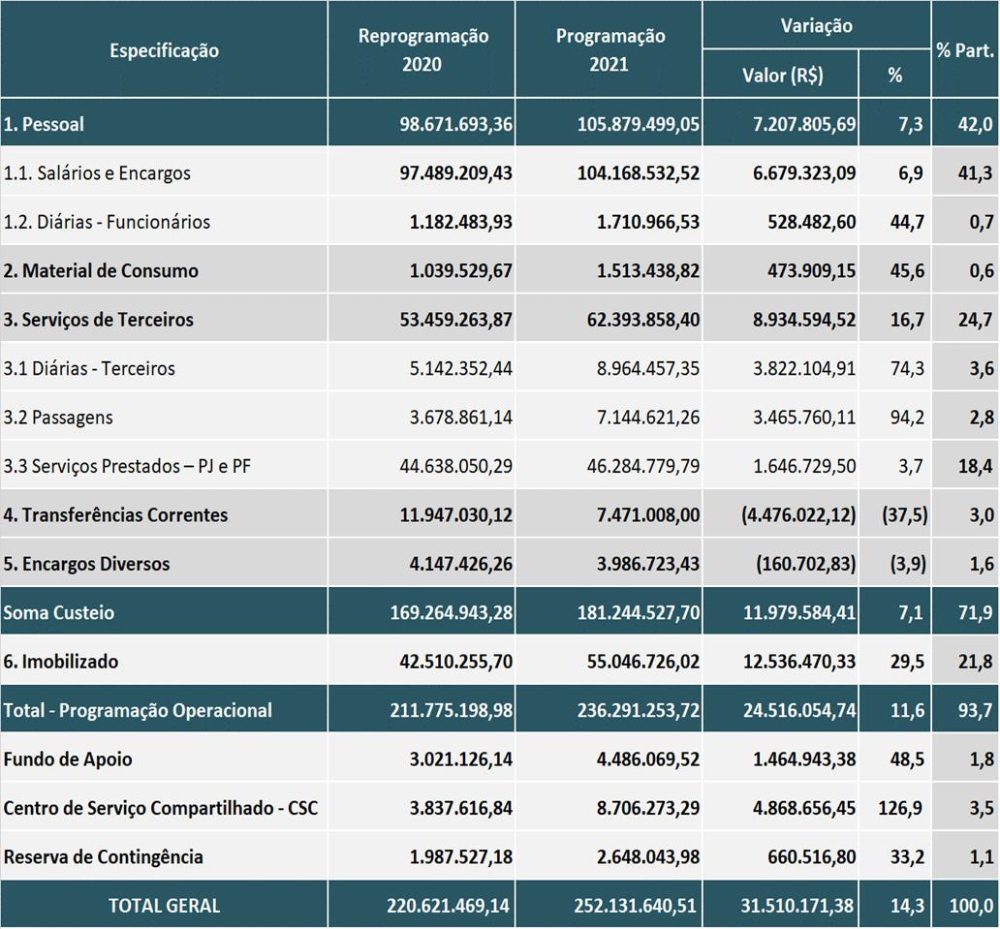 Especificação Reprogramação 2020 Programação 2021 Variação % Part.
Valor (R$) %
1. Pessoal 98.671.693,36 105.879.499,05 7.207.805,69 7,3 42,0
1.1. Salários e Encargos 97.489.209,43 104.168.532,52 6.679.323,09 6,9 41,3
1.2. Diárias - Funcionários 1.182.483,93 1.710.966,53 528.482,60 44,7 0,7
2. Material de Consumo 1.039.529,67 1.513.438,82 473.909,15 45,6 0,6
3. Serviços de Terceiros 53.459.263,87 62.393.858,40 8.934.594,52 16,7 24,7
3.1 Diárias - Terceiros 5.142.352,44 8.964.457,35 3.822.104,91 74,3 3,6
3.2 Passagens 3.678.861,14 7.144.621,26 3.465.760,11 94,2 2,8
3.3 Serviços Prestados – PJ e PF 44.638.050,29 46.284.779,79 1.646.729,50 3,7 18,4
4. Transferências Correntes 11.947.030,12 7.471.008,00 (4.476.022,12) (37,5) 3,0
5. Encargos Diversos 4.147.426,26 3.986.723,43 (160.702,83) (3,9) 1,6
Soma Custeio 169.264.943,28 181.244.527,70 11.979.584,41 7,1 71,9
6. Imobilizado 42.510.255,70 55.046.726,02 12.536.470,33 29,5 21,8
Total - Programação Operacional 211.775.198,98 236.291.253,72 24.516.054,74 11,6 93,7
Fundo de Apoio 3.021.126,14 4.486.069,52 1.464.943,38 48,5 1,8
Centro de Serviço Compartilhado - CSC 3.837.616,84 8.706.273,29 4.868.656,45 126,9 3,5
Reserva de Contingência 1.987.527,18 2.648.043,98 660.516,80 33,2 1,1
TOTAL GERAL 220.621.469,14 252.131.640,51 31.510.171,38 14,3 100,0